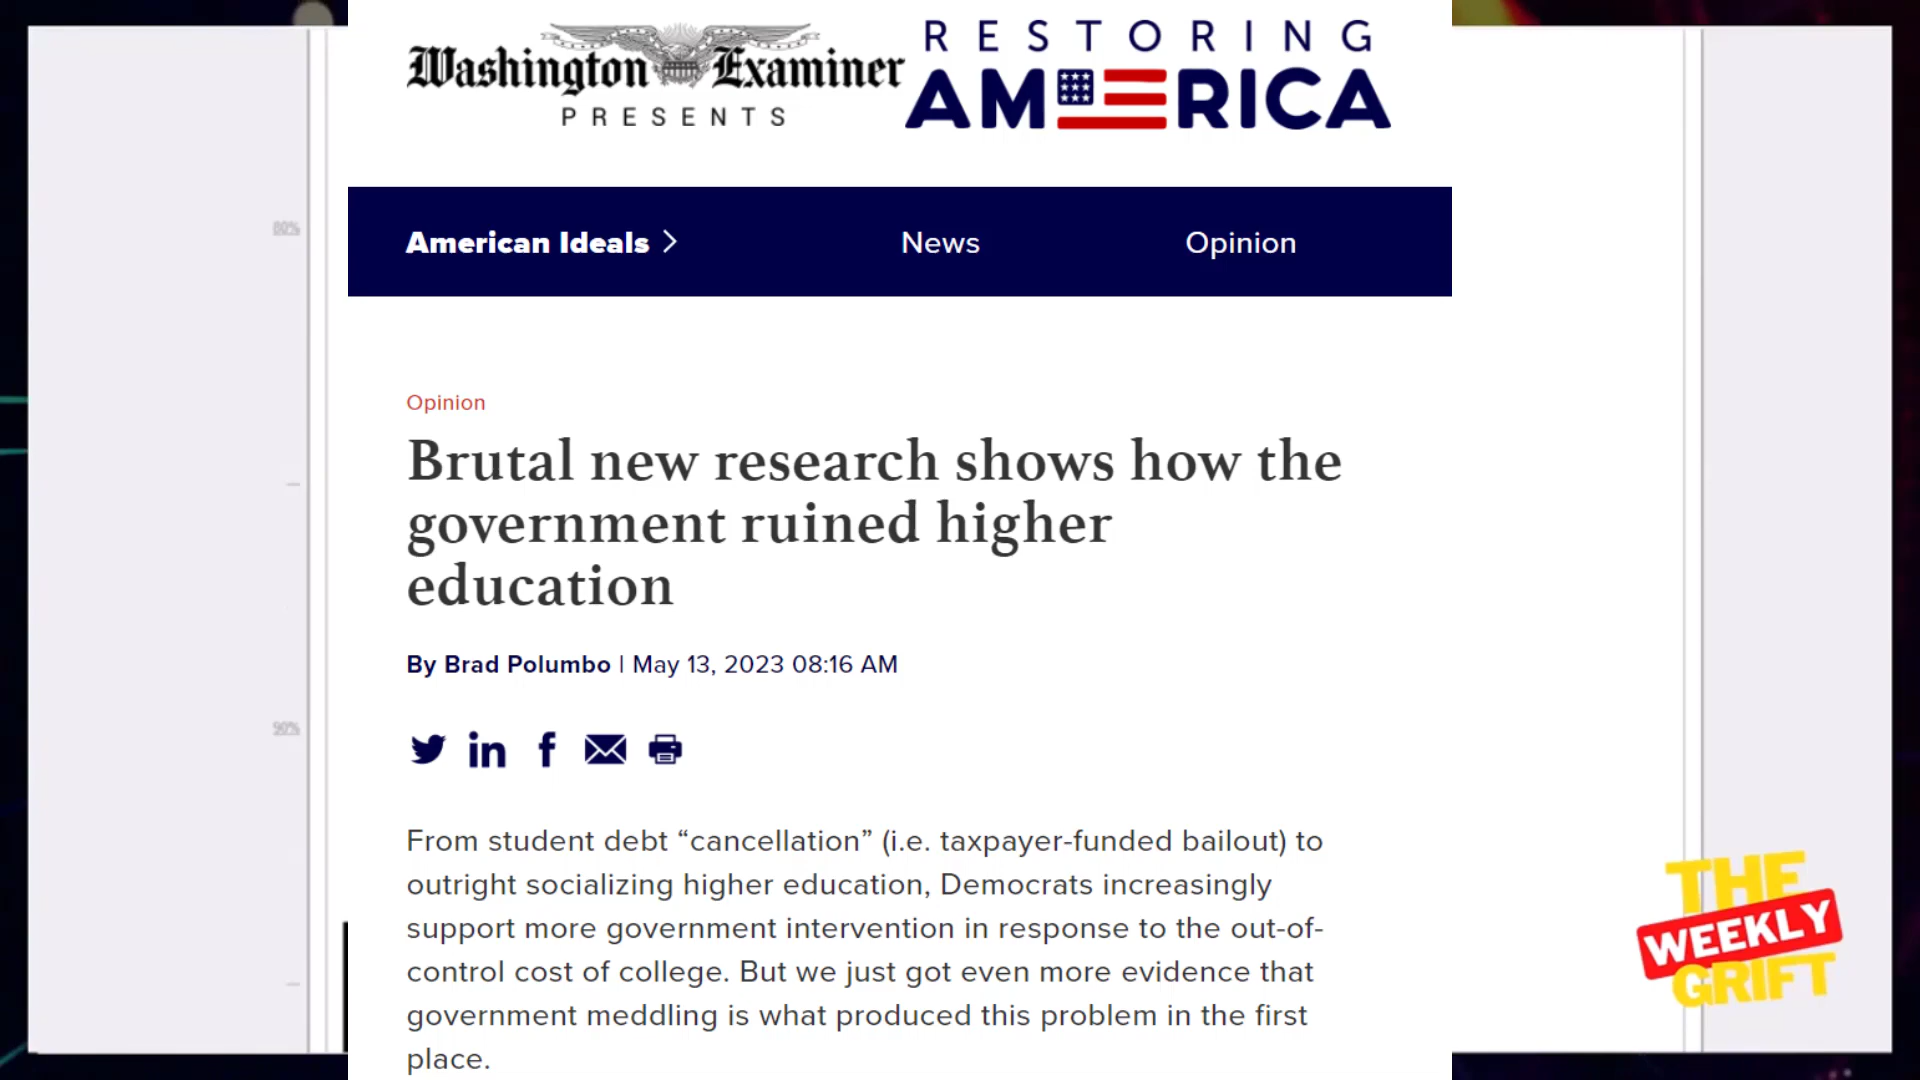 Washington Examiner
PRESENTS
RESTORING
AMERICA
American Ideals >
News
Opinion
80%
Opinion
Brutal new research shows how the
government ruined higher
education
By Brad Polumbo | May 13, 2023 08:16 AM
90%
From student debt “cancellation” (i.e. taxpayer-funded bailout) to
outright socializing higher education, Democrats increasingly
support more government intervention in response to the out-of-
control cost of college. But we just got even more evidence that
government meddling is what produced this problem in the first
place.
THE
WEEKLY
GRIFT